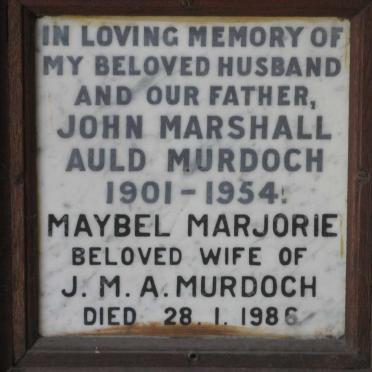 IN LOVING MEMORY OF
MY BELOVED HUSBAND
AND OUR FATHER,
JOHN MARSHALL
AULD MURDOCH
1901-1954.
MAYBEL MARJORIE
BELOVED WIFE OF
J. M. A. MURDOCH
DIED 28.1.1986